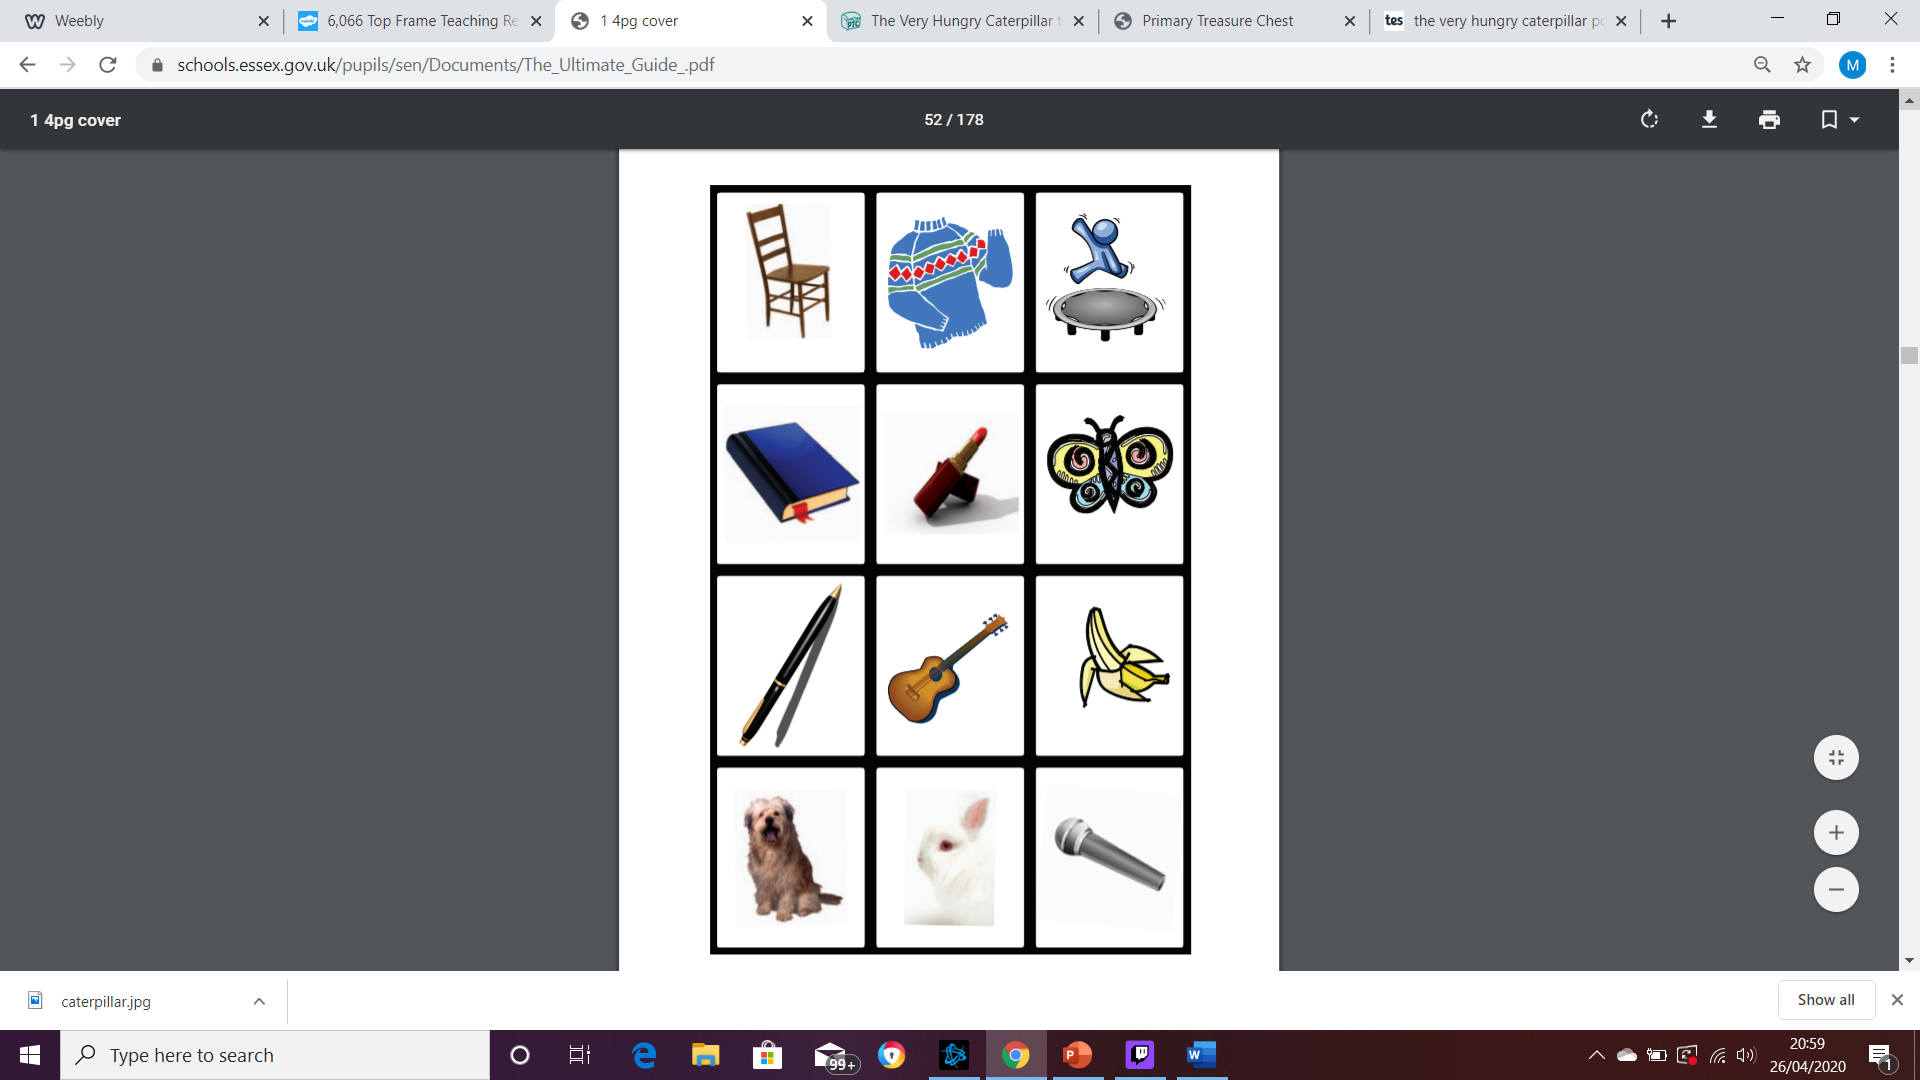 Weebly
6,066 Top Frame Teaching Re
1 4pg cover
The Very Hungry Caterpillar t
Primary Treasure Chest
tes the very hungry caterpillar po
schools.essex.gov.uk/pupils/sen/Documents/The_Ultimate_Guide_.pdf
M
1 4pg cover
52 / 178
caterpillar.jpg
Show all
Type here to search
99+
20:59
26/04/2020
1